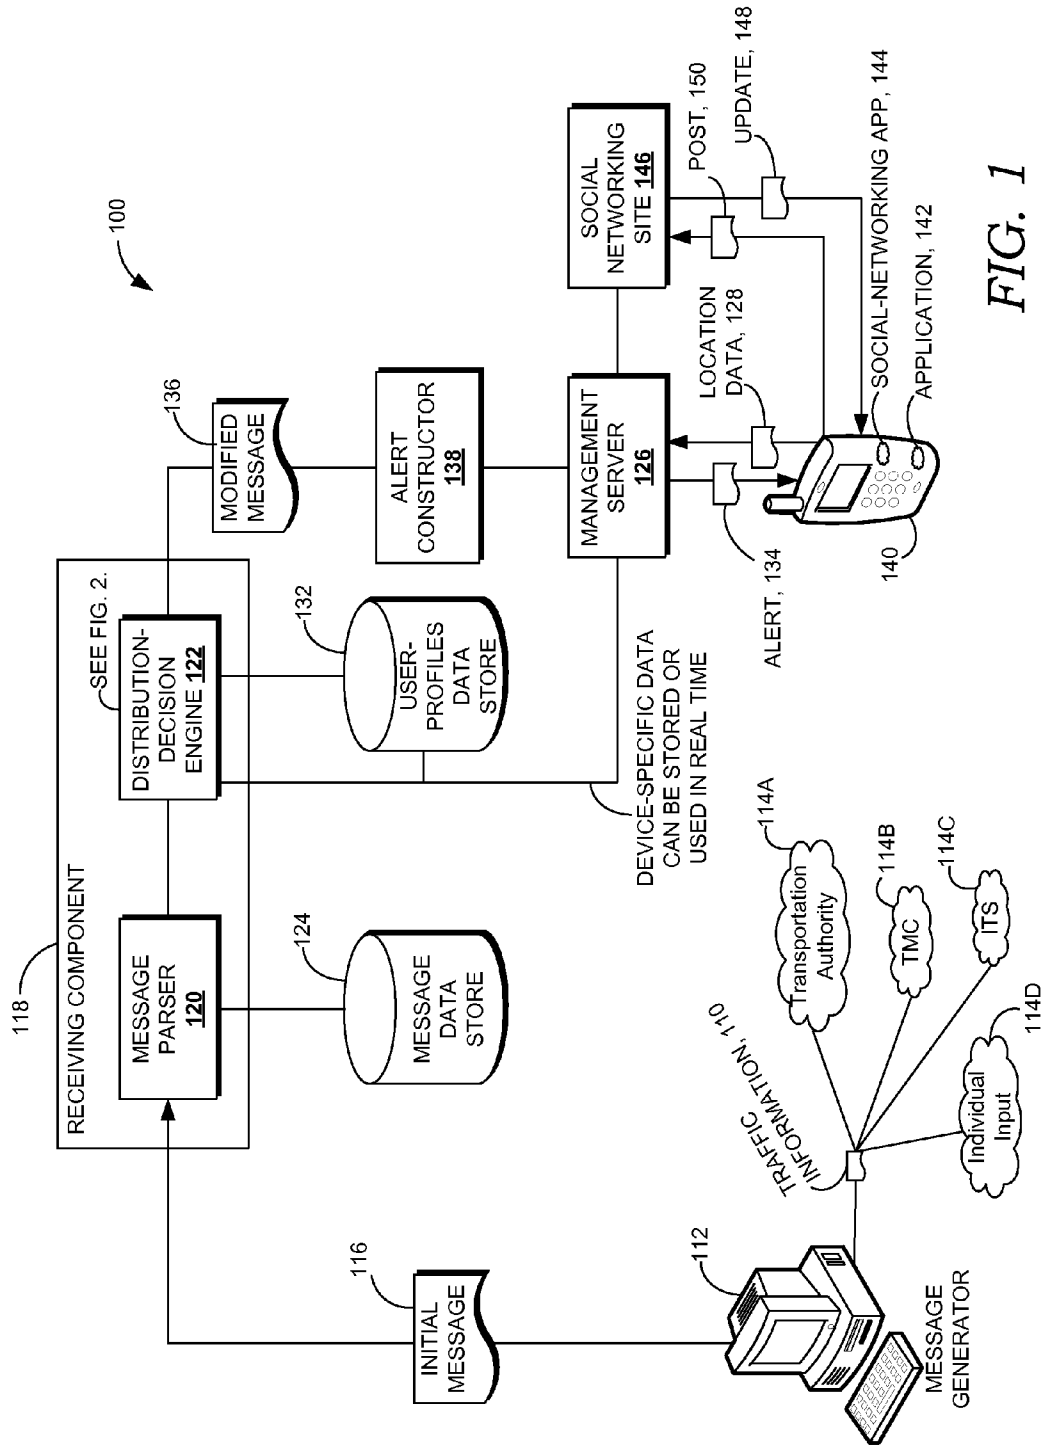 100
118
RECEIVING COMPONENT
MESSAGE
PARSER
120
SEE FIG. 2.
DISTRIBUTION-
DECISION
ENGINE 122
136
MODIFIED
MESSAGE
116
INITIAL
MESSAGE
124
MESSAGE
DATA
STORE
132
USER-
PROFILES DATA
STORE
ALERT
CONSTRUCTOR
138
MANAGEMENT
SERVER
126
SOCIAL
NETWORKING
SITE 146
DEVICE-SPECIFIC DATA
CAN BE STORED OR
USED IN REAL TIME
LOCATION
DATA, 128
POST, 150
UPDATE, 148
ALERT, 134
140
SOCIAL-NETWORKING APP, 144
APPLICATION, 142
112
MESSAGE
GENERATOR
TRAFFIC
INFORMATION, 110
114A
Transportation
Authority
114B
TMC
114C
ITS
114D
Individual
Input
FIG. 1